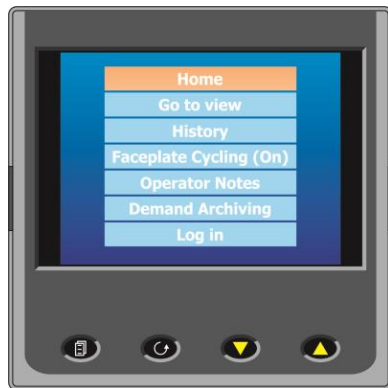 Home
Go to view
History
Faceplate Cycling (On)
Operator Notes
Demand Archiving
Log in